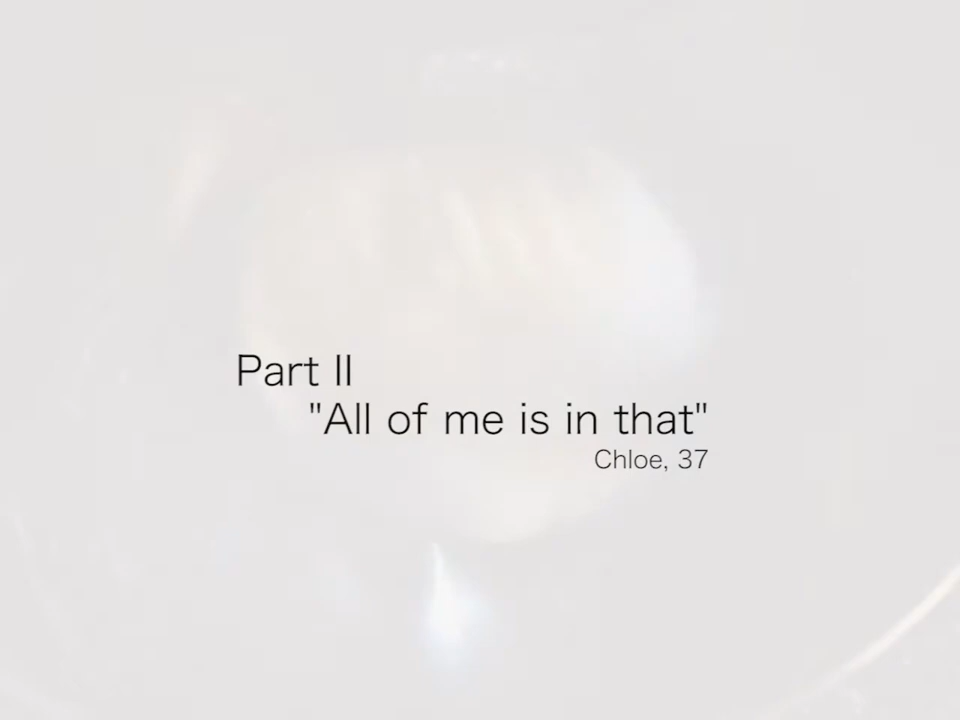 Part II
"All of me is in that"
Chloe, 37